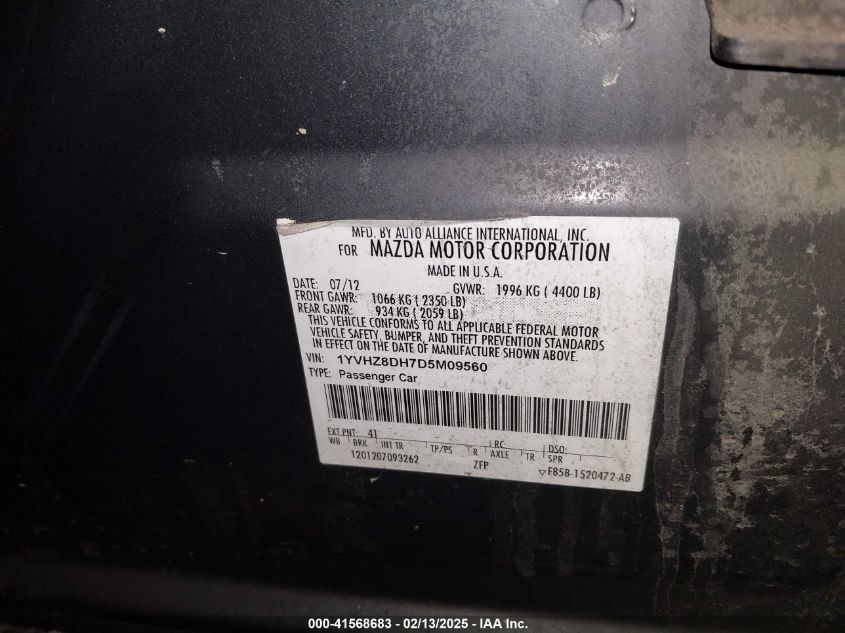 MFD. BY AUTO ALLIANCE INTERNATIONAL, INC.
FOR MAZDA MOTOR CORPORATION
MADE IN U.S.A.
DATE: 07/12 GVWR: 1996 KG ( 4400 LB)
FRONT GAWR: 1066 KG ( 2350 LB)
REAR GAWR: 934 KG ( 2059 LB)
THIS VEHICLE CONFORMS TO ALL APPLICABLE FEDERAL MOTOR
VEHICLE SAFETY, BUMPER, AND THEFT PREVENTION STANDARDS
IN EFFECT ON THE DATE OF MANUFACTURE SHOWN ABOVE.
VIN: 1YVHZ8DH7D5M09560
TYPE: Passenger Car
EXT PNT: 41 RC: DSO:
WB BRK INT TR TP/PS R AXLE TR SPR
1201207093262 ZFP ▽F85B-1520472-AB
000-41568683 - 02/13/2025 - IAA Inc.